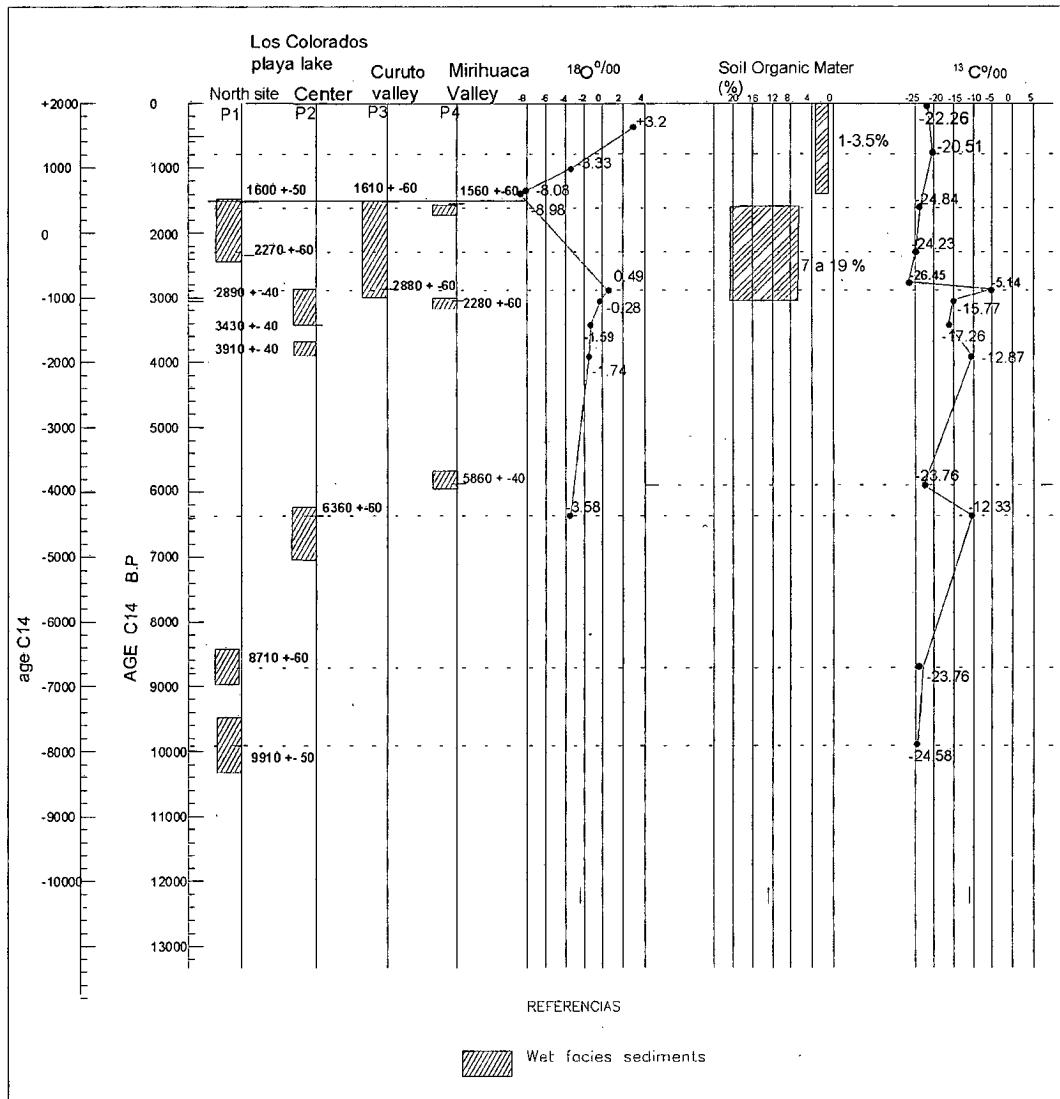 Los Colorados
playa lake
Curuto
valley
Mirihuaca
Valley
¹⁸O⁰/00
Soil Organic Mater
(%)
¹³ C⁰/00
North site
Center
P1
P2
P3
P4
-8 -6 -4 -2 0 2 4
20 16 12 8 4 0
-25 -20 -15 -10 -5 0 5
+2000
1000
0
-1000
-2000
-3000
-4000
-5000
-6000
-7000
-8000
-9000
-10000
age C14
0
1000
2000
3000
4000
5000
6000
7000
8000
9000
10000
11000
12000
13000
AGE C14 B.P
1600 +-50
2270 +-60
8710 +-60
9910 +- 50
2890 +-40
3430 +- 40
3910 +- 40
6360 +-60
1610 +-60
2880 +-60
1560 +-60
2280 +-60
5860 +-40
+3.2
-3.33
-8.08
-8.98
0.49
-0.28
-1.59
-1.74
-3.58
1-3.5%
7 a 19 %
-22.26
-20.51
-24.84
-24.23
-26.45
-5.14
-15.77
-17.26
-12.87
-23.76
-12.33
-23.76
-24.58
REFERENCIAS
Wet facies sediments